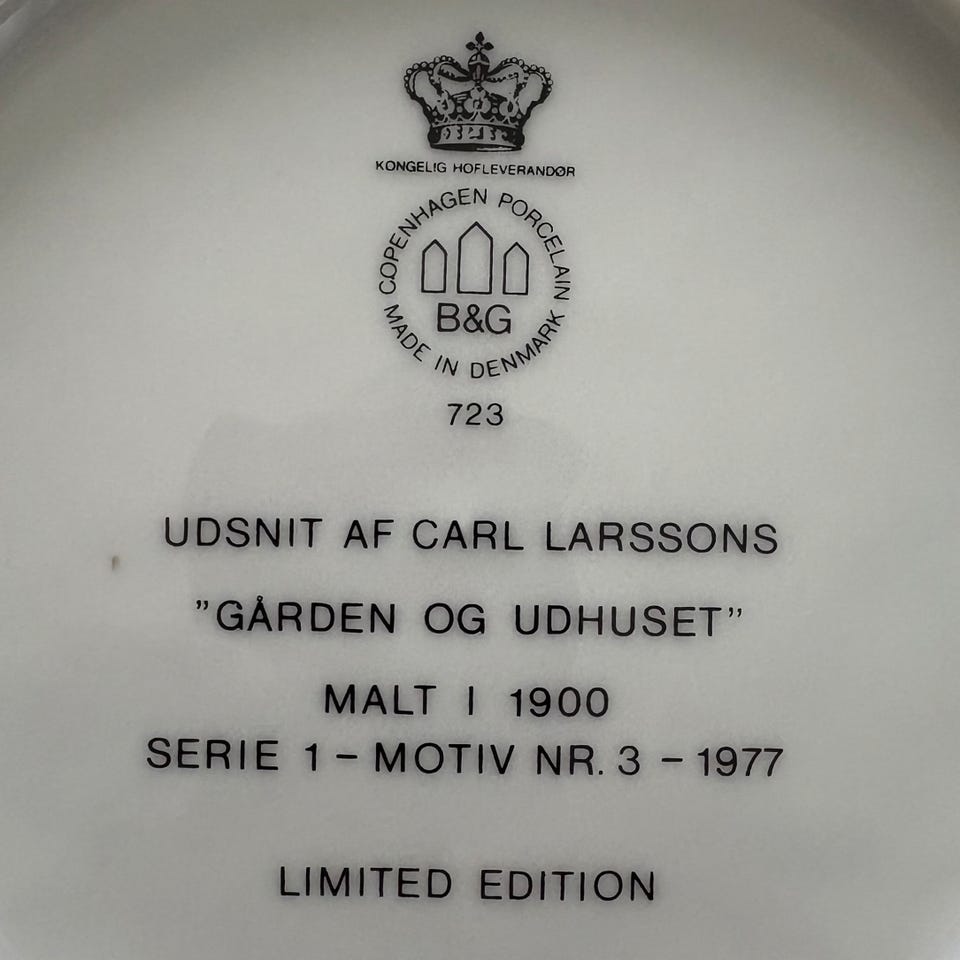 KONGELIG HOFLEVERANDØR
COPENHAGEN PORCELAIN
B&G
MADE IN DENMARK
723
UDSNIT AF CARL LARSSONS
”GÅRDEN OG UDHUSET”
MALT I 1900
SERIE 1 – MOTIV NR. 3 – 1977
LIMITED EDITION